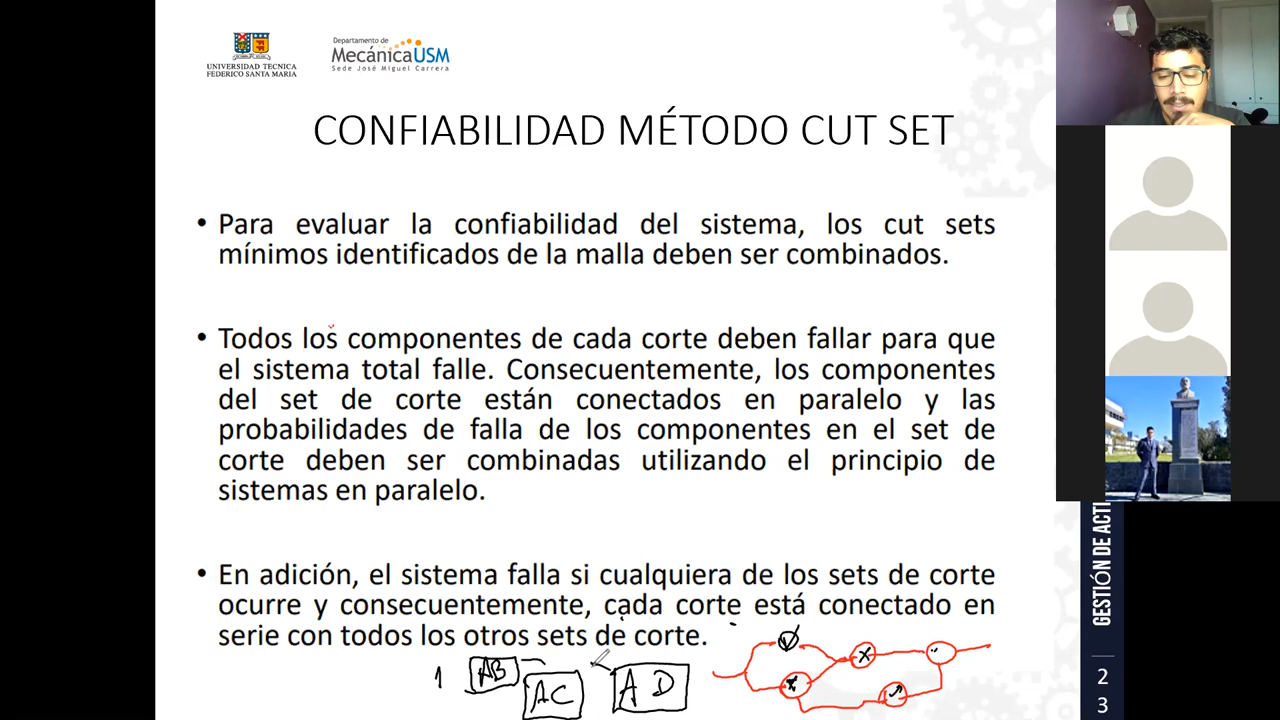 UNIVERSIDAD TECNICA
FEDERICO SANTA MARIA
Departamento de
MecánicaUSM
Sede José Miguel Carrera
CONFIABILIDAD MÉTODO CUT SET
• Para evaluar la confiabilidad del sistema, los cut sets
mínimos identificados de la malla deben ser combinados.
• Todos los componentes de cada corte deben fallar para que
el sistema total falle. Consecuentemente, los componentes
del set de corte están conectados en paralelo y las
probabilidades de falla de los componentes en el set de
corte deben ser combinadas utilizando el principio de
sistemas en paralelo.
• En adición, el sistema falla si cualquiera de los sets de corte
ocurre y consecuentemente, cada corte está conectado en
serie con todos los otros sets de corte.
1 AB AC A D
GESTIÓN DE ACTI
2
3